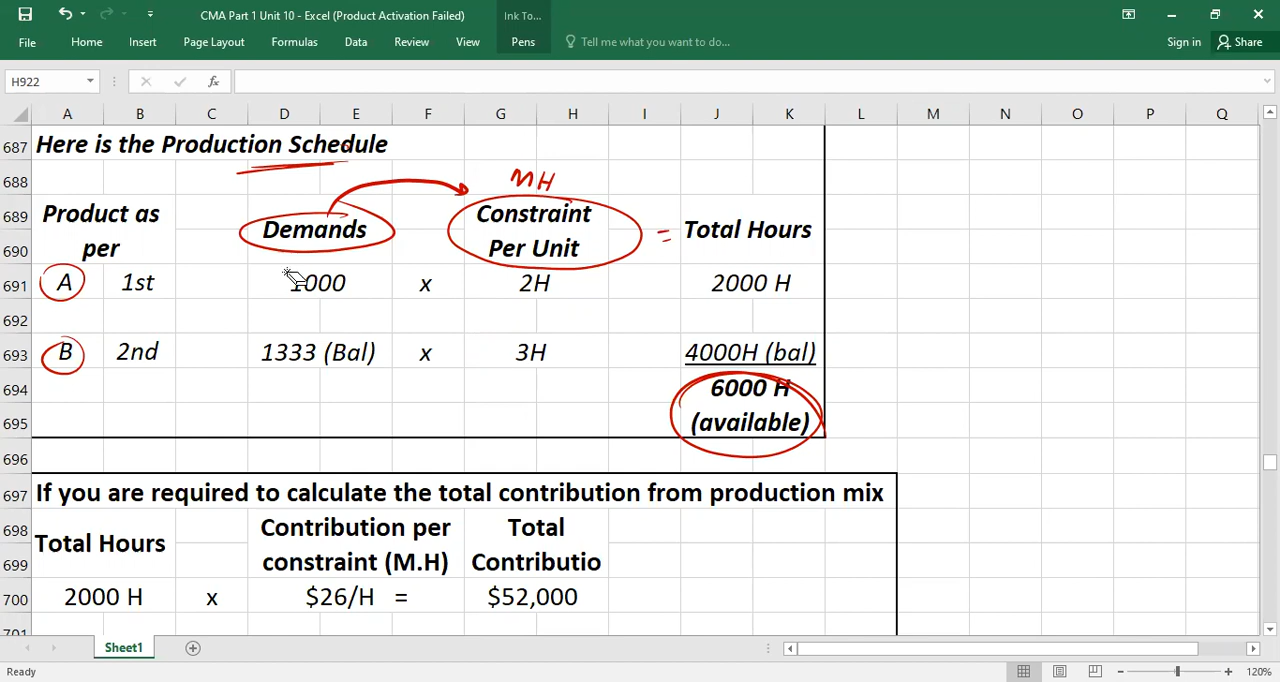 CMA Part 1 Unit 10 - Excel (Product Activation Failed)
Ink To...
File Home Insert Page Layout Formulas Data Review View Pens Tell me what you want to do... Sign in Share
H922 fx
A B C D E F G H I J K L M N O P Q
687 Here is the Production Schedule
688 MH
689 Product as Demands Constraint = Total Hours
690 per Per Unit
691 A 1st 1000 x 2H 2000 H
692
693 B 2nd 1333 (Bal) x 3H 4000H (bal)
694 6000 H
695 (available)
696
697 If you are required to calculate the total contribution from production mix
698 Total Hours Contribution per Total
699 constraint (M.H) Contributio
700 2000 H x $26/H = $52,000
701
Sheet1
Ready 120%